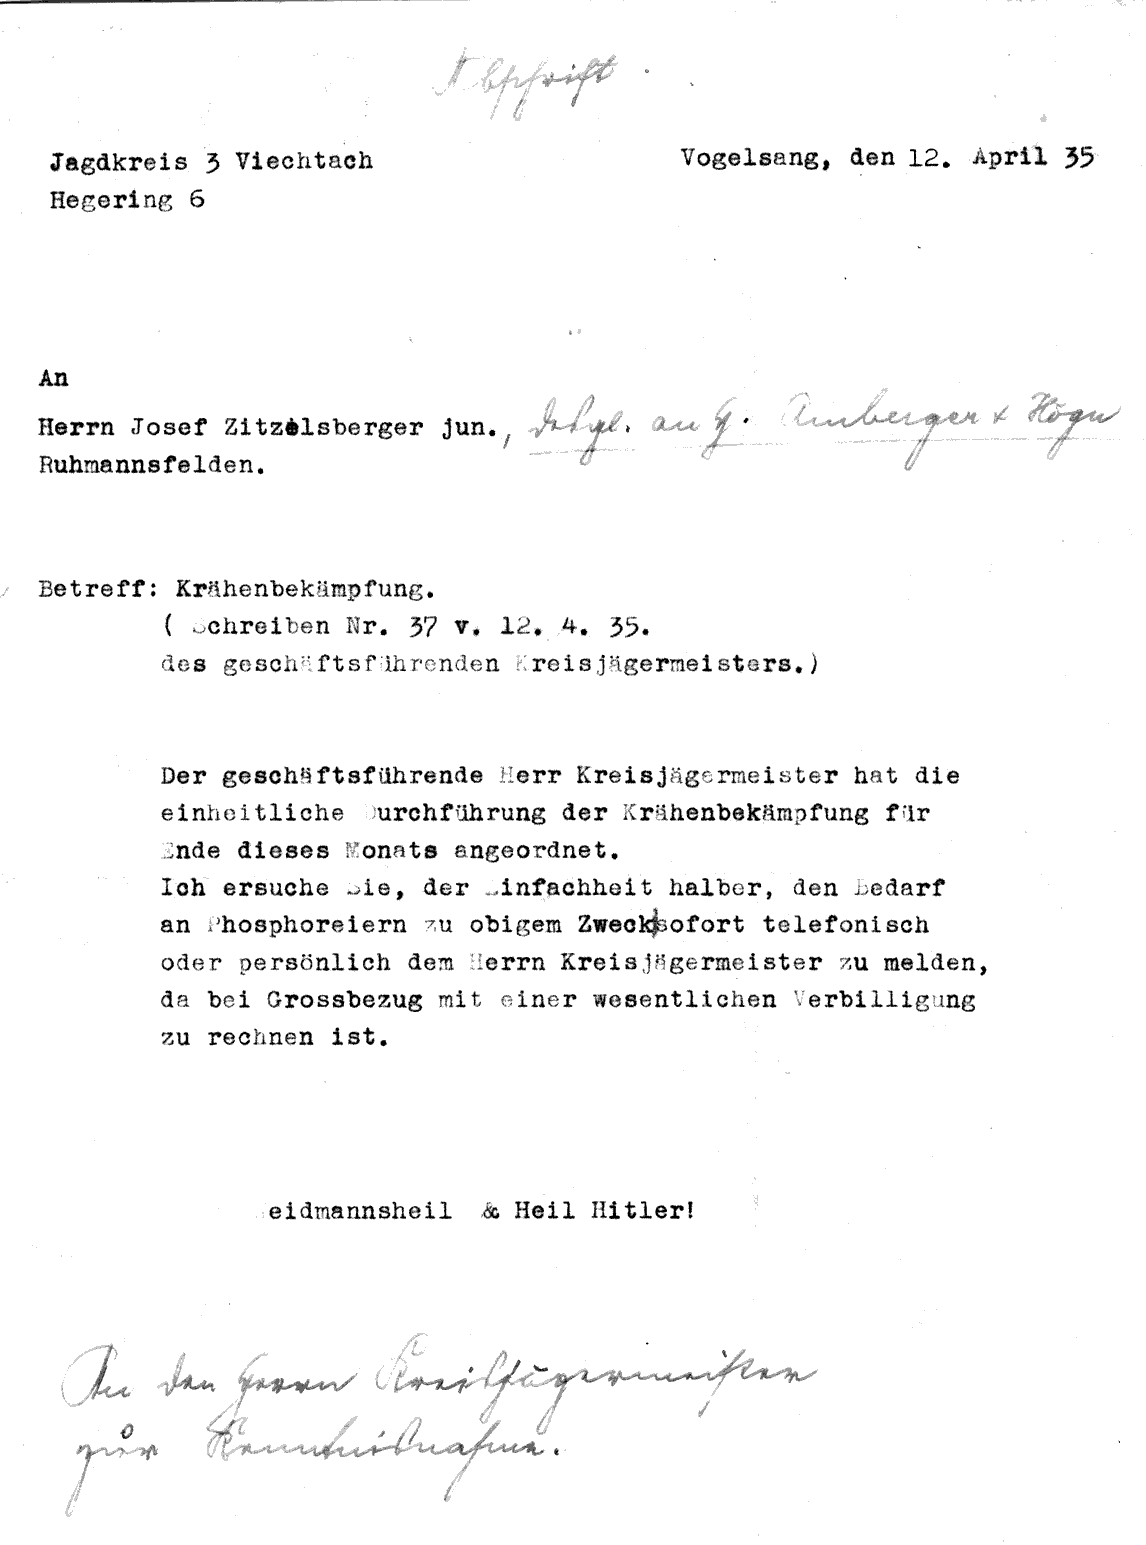 Abschrift
Jagdkreis 3 Viechtach
Hegering 6
Vogelsang, den 12. April 35
An
Herrn Josef Zitzelsberger jun., desgl. an H. Amberger & Högn
Ruhmannsfelden.
Betreff: Krähenbekämpfung.
( Schreiben Nr. 37 v. 12. 4. 35.
des geschäftsführenden Kreisjägermeisters.)
Der geschäftsführende Herr Kreisjägermeister hat die
einheitliche Durchführung der Krähenbekämpfung für
Ende dieses Monats angeordnet.
Ich ersuche Sie, der Einfachheit halber, den Bedarf
an Phosphoreiern zu obigem Zweck sofort telefonisch
oder persönlich dem Herrn Kreisjägermeister zu melden,
da bei Grossbezug mit einer wesentlichen Verbilligung
zu rechnen ist.
eidmannsheil & Heil Hitler!
An den Herrn Kreisjägermeister
zur Kenntnisnahme.